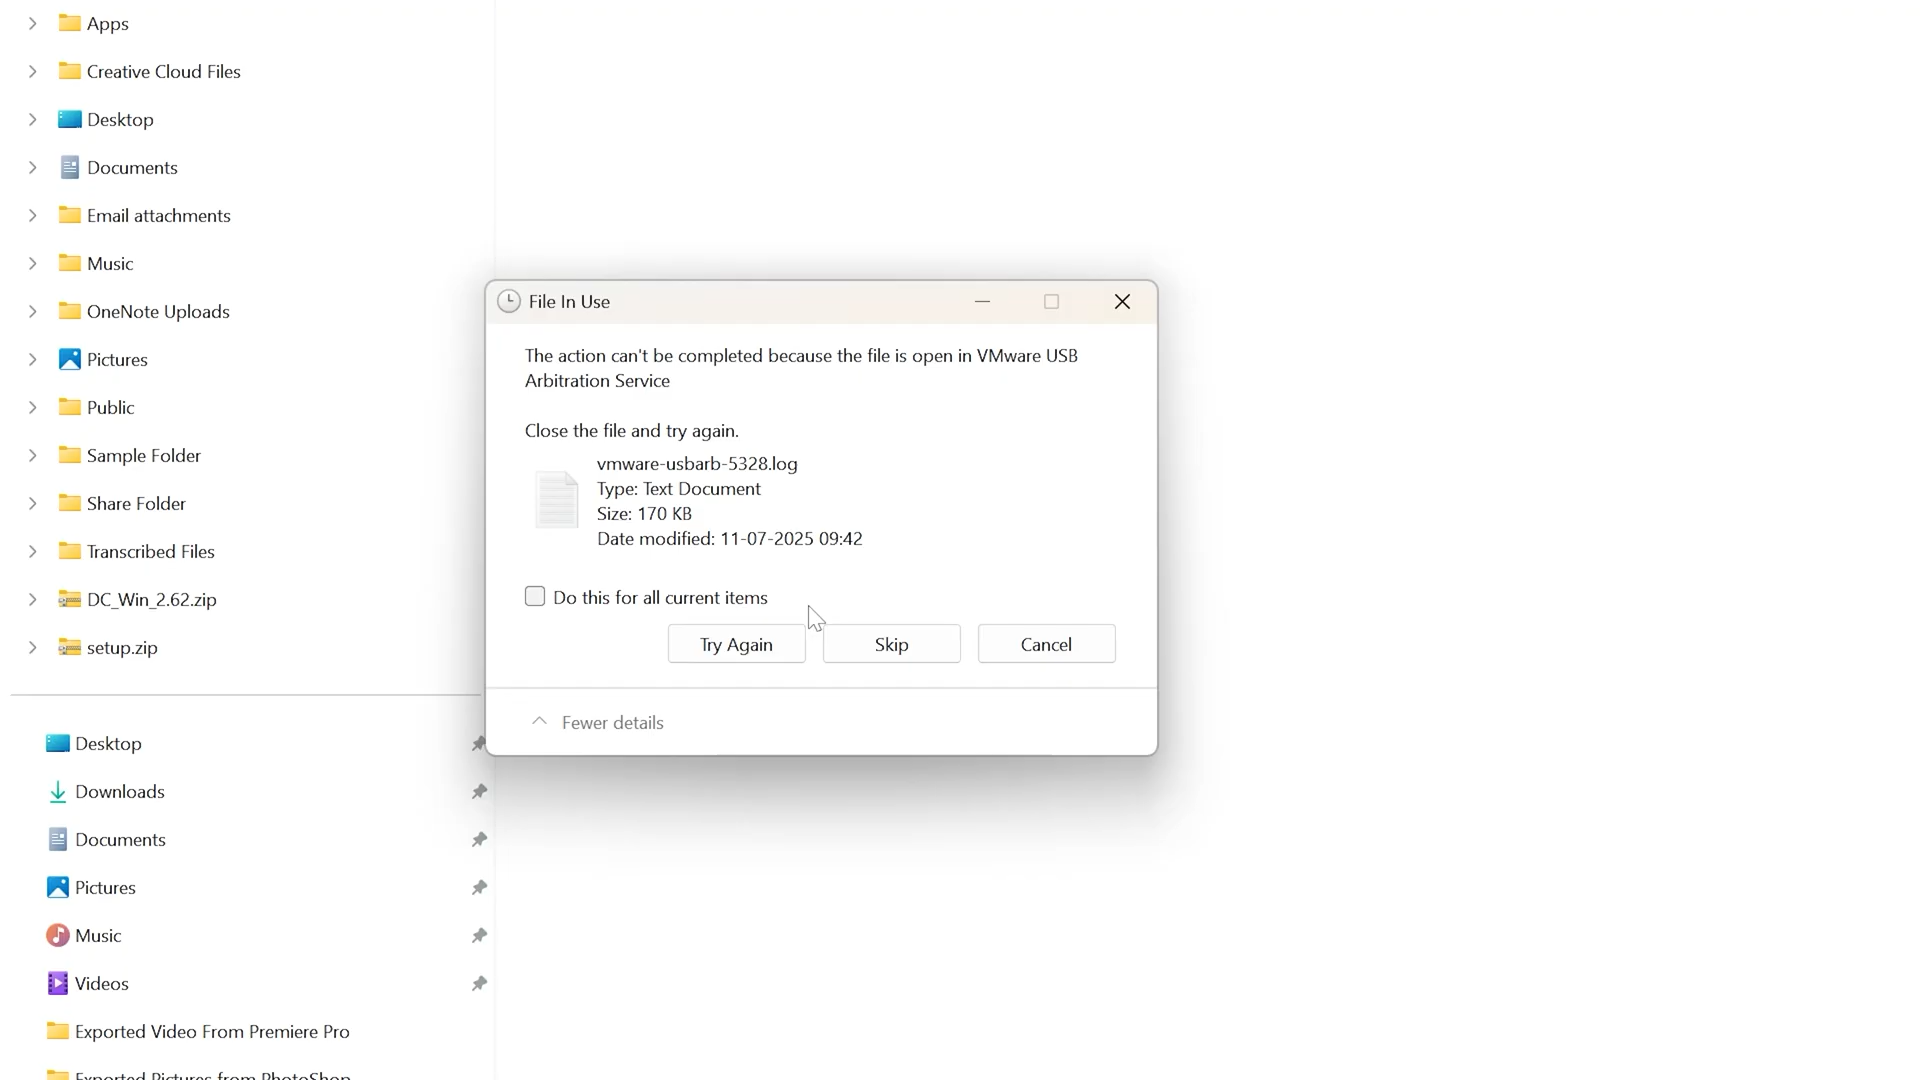 Apps
Creative Cloud Files
Desktop
Documents
Email attachments
Music
OneNote Uploads
Pictures
Public
Sample Folder
Share Folder
Transcribed Files
DC_Win_2.62.zip
setup.zip
Desktop
Downloads
Documents
Pictures
Music
Videos
Exported Video From Premiere Pro
Exported Pictures from PhotoShop
File In Use
The action can't be completed because the file is open in VMware USB
Arbitration Service
Close the file and try again.
vmware-usbarb-5328.log
Type: Text Document
Size: 170 KB
Date modified: 11-07-2025 09:42
Do this for all current items
Try Again
Skip
Cancel
Fewer details